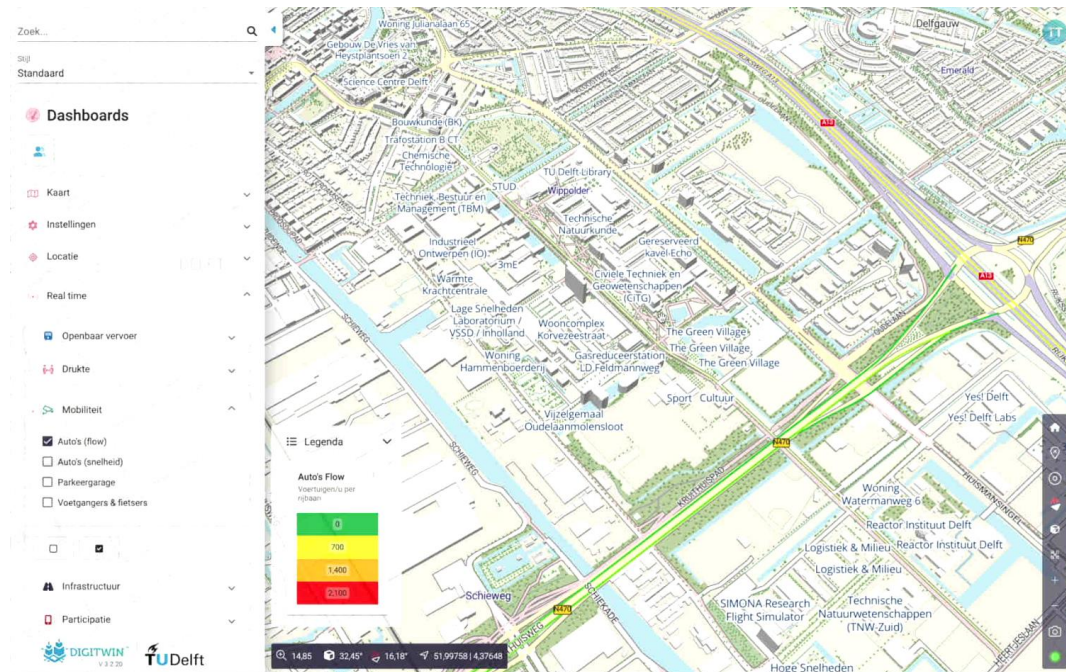 Zoek...
Stijl
Standaard
Dashboards
Kaart
Instellingen
Locatie
Real time
Openbaar vervoer
Drukte
Mobiliteit
Auto's (flow)
Auto's (snelheid)
Parkeergarage
Voetgangers & fietsers
Infrastructuur
Participatie
DIGITWIN
V 3.2.20
TUDelft
Legenda
Auto's Flow
Voertuigen/u per
rijbaan
0
700
1,400
2,100
14,85
32,45°
16,18°
51,99758 | 4,37648
TT
Woning Julianalaan 65
Gebouw De Vries van
Heystplantsoen 2
Science Centre Delft
Bouwkunde (BK)
Trafostation B CT
Chemische
Technologie
STUD
TU Delft Library
Wippolder
Techniek, Bestuur en
Management (TBM)
Technische
Natuurkunde
Industrieel
Ontwerpen (IO)
3mE
Gereserveerd
kavel Echo
Warmte
Krachtcentrale
Civiele Techniek en
Geowetenschappen
(CiTG)
Lage Snelheden
Laboratorium /
VSSD / Inholland
Wooncomplex
Korvezeestraat
The Green Village
The Green Village
The Green Village
Woning
Hammenboerderij
Gasreduceerstation
LD Feldmannweg
Sport
Cultuur
Vijzelgemaal
Oudelaanmolensloot
Delfgauw
Emerald
A13
N470
A13
N470
N470
SCHIEWEG
SCHIEWEG
SCHIEKADE
Schieweg
KRUITHUISPAD
OUDELAAN
Yes! Delft
Yes! Delft Labs
HUISMANSINGEL
Woning
Watermanweg 6
Reactor Instituut Delft
Reactor Instituut Delft
Logistiek & Milieu
Logistiek & Milieu
SIMONA Research
Flight Simulator
Technische
Natuurwetenschappen
(TNW-Zuid)
Hoge Snelheden